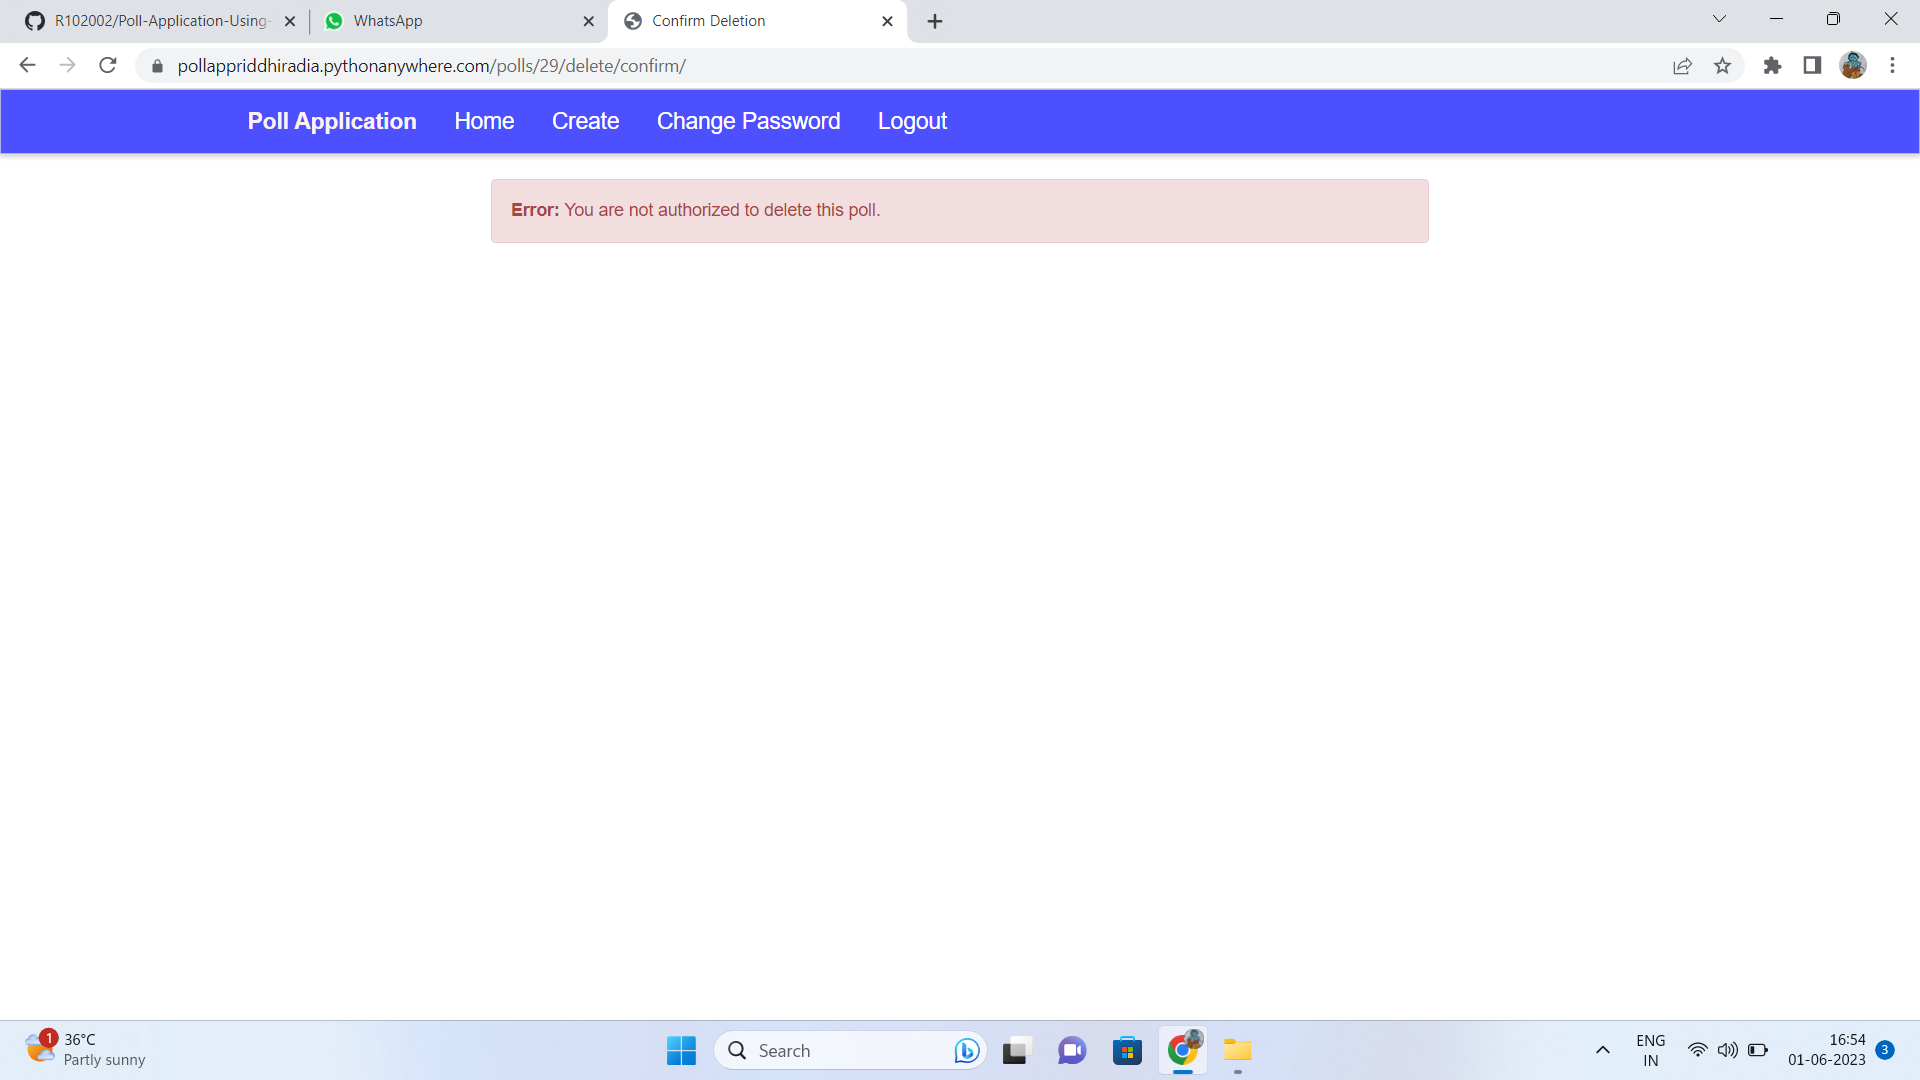 R102002/Poll-Application-Using-
WhatsApp
Confirm Deletion
pollappriddhiradia.pythonanywhere.com/polls/29/delete/confirm/
Poll Application Home Create Change Password Logout
Error: You are not authorized to delete this poll.
1
36°C
Partly sunny
Search
ENG
IN
16:54
01-06-2023
3